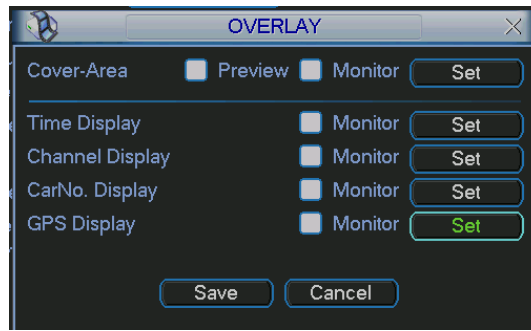 OVERLAY
Cover-Area Preview Monitor Set
Time Display Monitor Set
Channel Display Monitor Set
CarNo. Display Monitor Set
GPS Display Monitor Set
Save Cancel